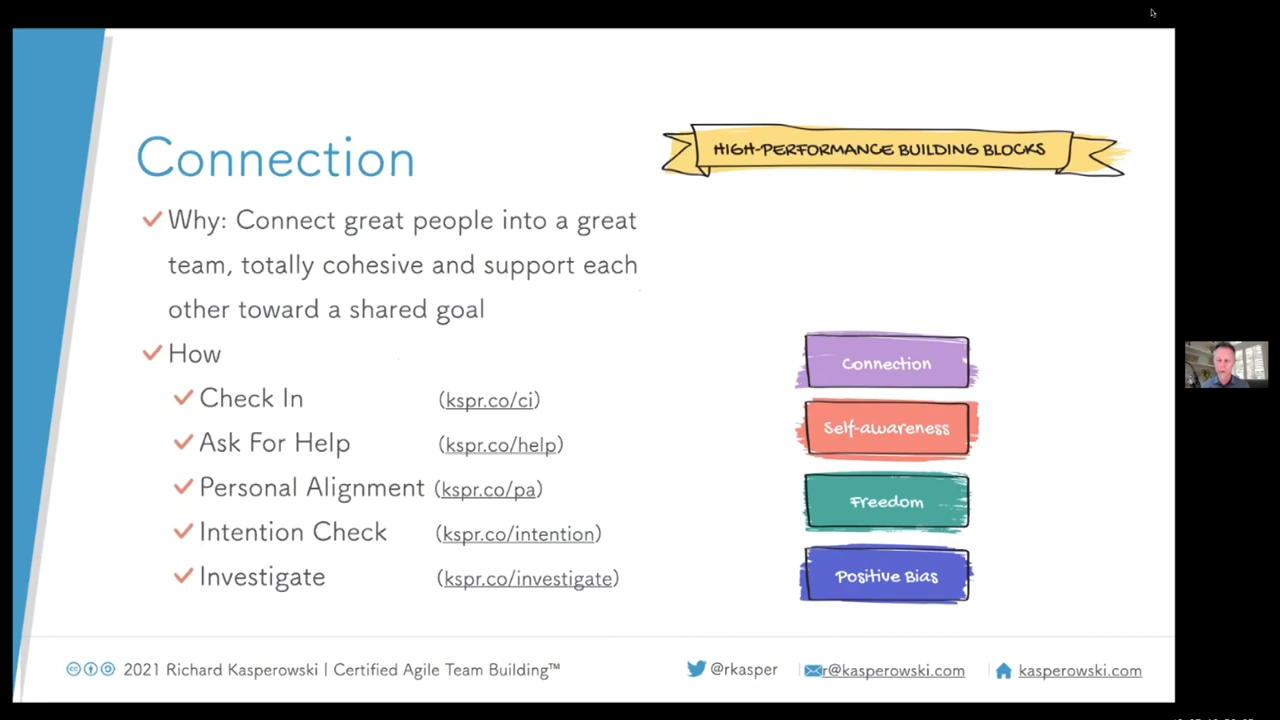 Connection
HIGH-PERFORMANCE BUILDING BLOCKS
Why: Connect great people into a great
team, totally cohesive and support each
other toward a shared goal
How
Check In (kspr.co/ci)
Ask For Help (kspr.co/help)
Personal Alignment (kspr.co/pa)
Intention Check (kspr.co/intention)
Investigate (kspr.co/investigate)
Connection
Self-awareness
Freedom
Positive Bias
2021 Richard Kasperowski | Certified Agile Team Building™
@rkasper
r@kasperowski.com
kasperowski.com